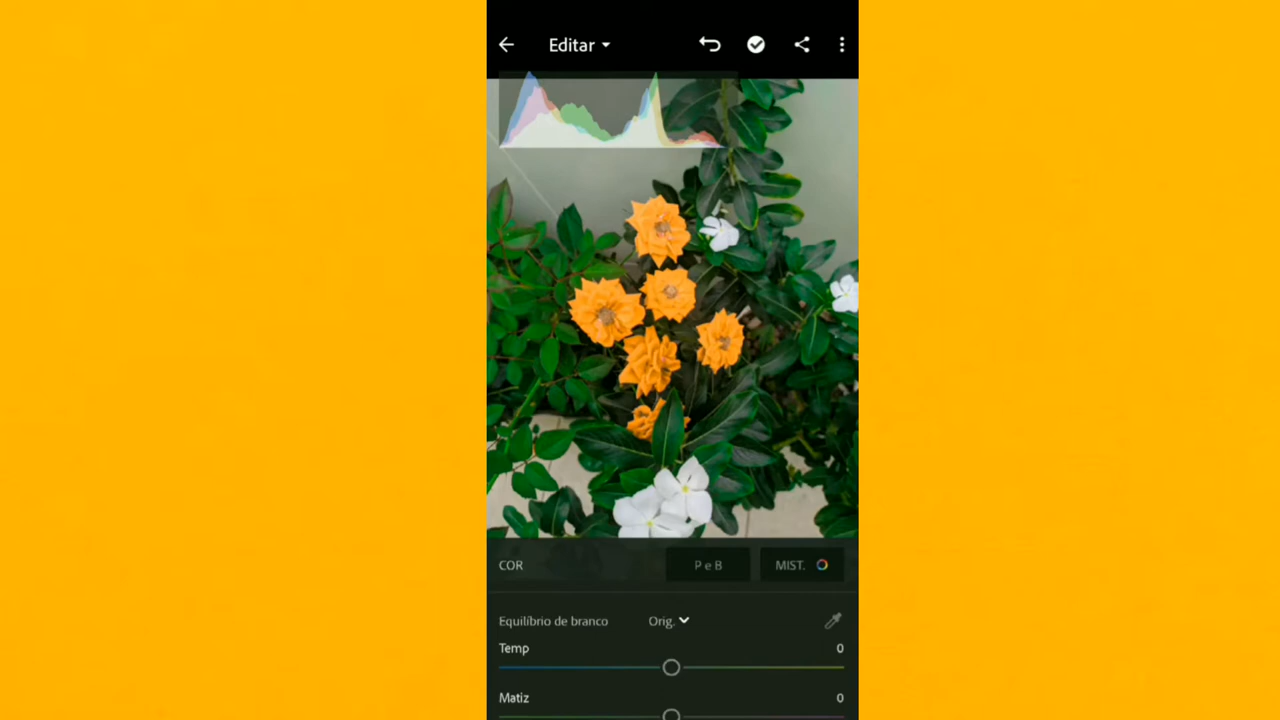 Editar
COR
P e B
MIST.
Equilíbrio de branco
Orig.
Temp
0
Matiz
0